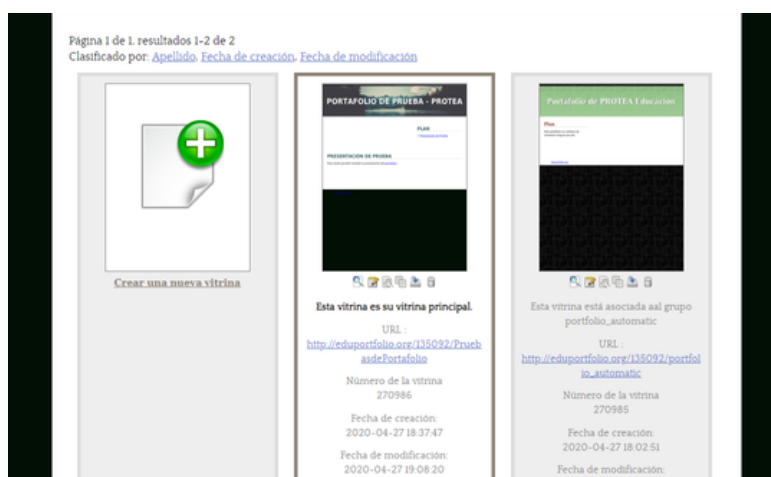 Página 1 de 1. resultados 1-2 de 2
Clasificado por: Apellido, Fecha de creación, Fecha de modificación
Crear una nueva vitrina
PORTAFOLIO DE PRUEBA - PROTEA
PLAN
PRESENTACIÓN DE PRUEBA
Esta vitrina es su vitrina principal.
URL :
http://eduportfolio.org/135092/Prueb
asdePortafolio
Número de la vitrina
270986
Fecha de creación:
2020-04-27 18:37:47
Fecha de modificación:
2020-04-27 19:08:20
Portafolio de PROTEA Educación
Plan
Esta vitrina está asociada aal grupo
portfolio_automatic
URL :
http://eduportfolio.org/135092/portfol
io_automatic
Número de la vitrina
270985
Fecha de creación:
2020-04-27 18:02:51
Fecha de modificación: